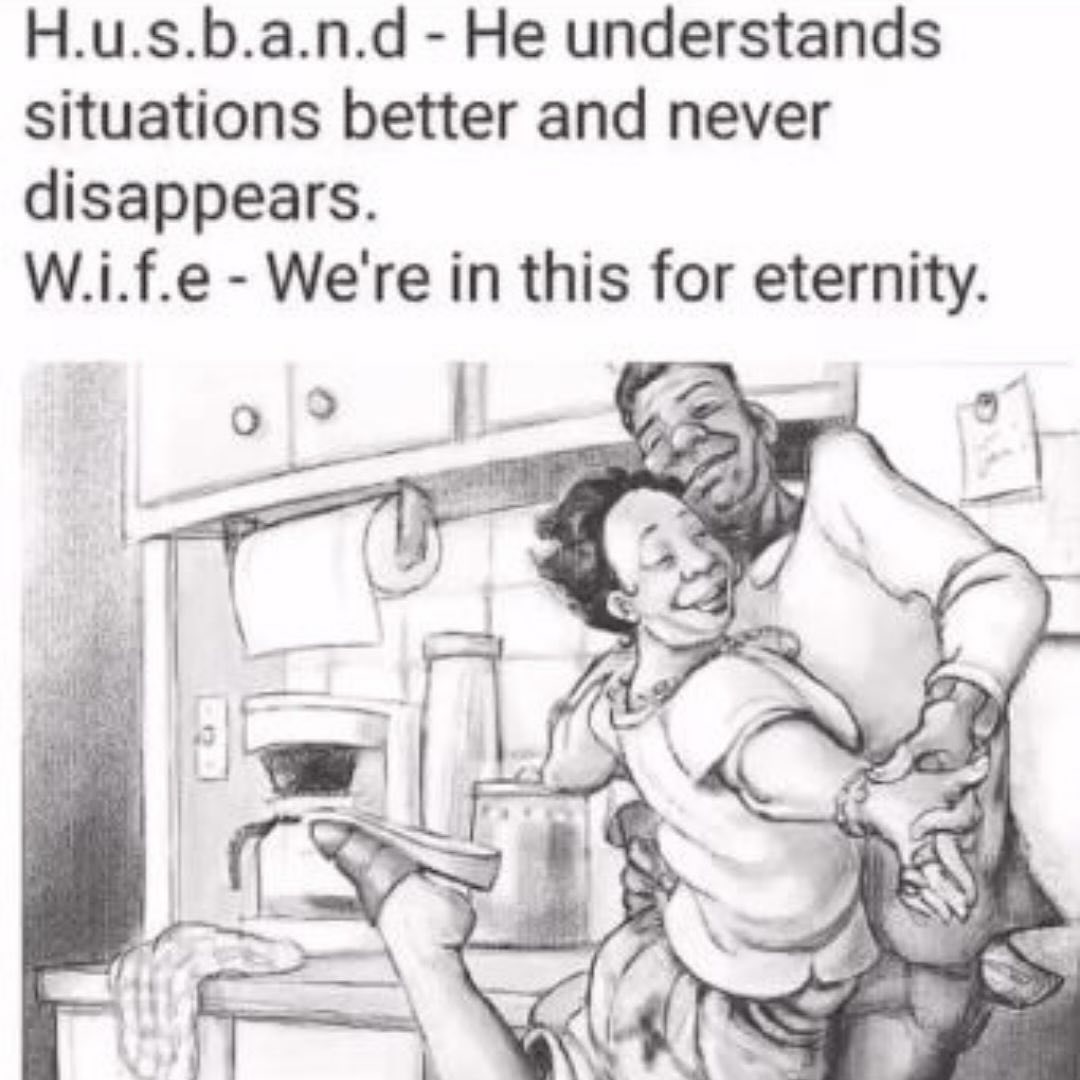 H.u.s.b.a.n.d - He understands
situations better and never
disappears.
W.i.f.e - We're in this for eternity.